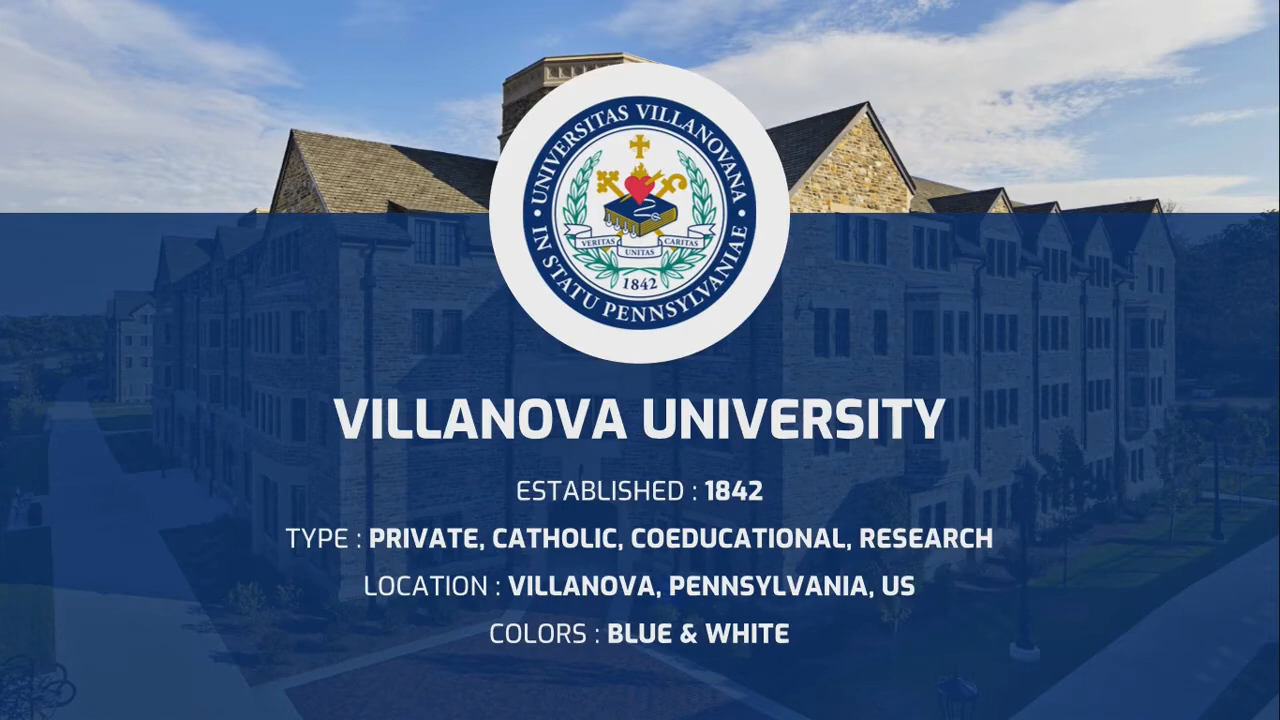 UNIVERSITAS VILLANOVANA
IN STATU PENNSYLVANIAE
VERITAS
UNITAS
CARITAS
1842
VILLANOVA UNIVERSITY
ESTABLISHED : 1842
TYPE : PRIVATE, CATHOLIC, COEDUCATIONAL, RESEARCH
LOCATION : VILLANOVA, PENNSYLVANIA, US
COLORS : BLUE & WHITE